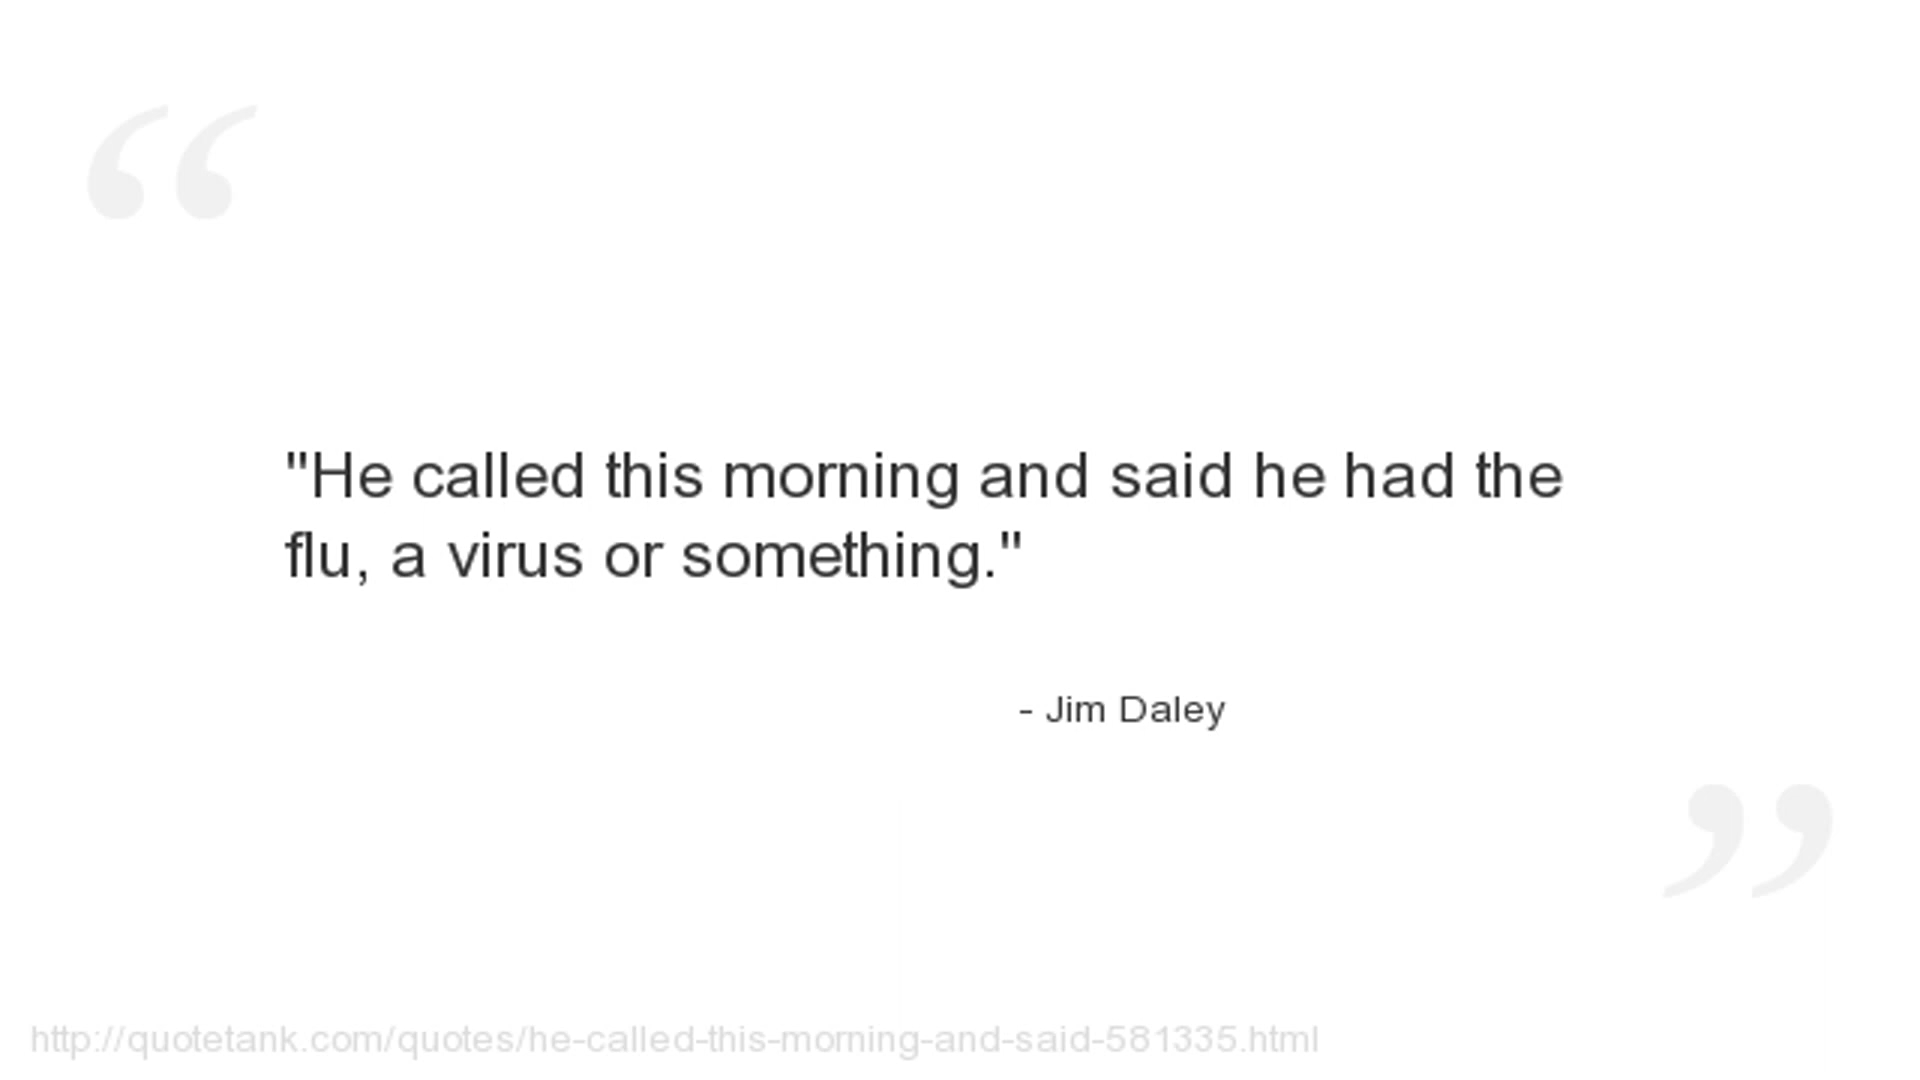 "He called this morning and said he had the
flu, a virus or something."
- Jim Daley
http://quotetank.com/quotes/he-called-this-morning-and-said-581335.html